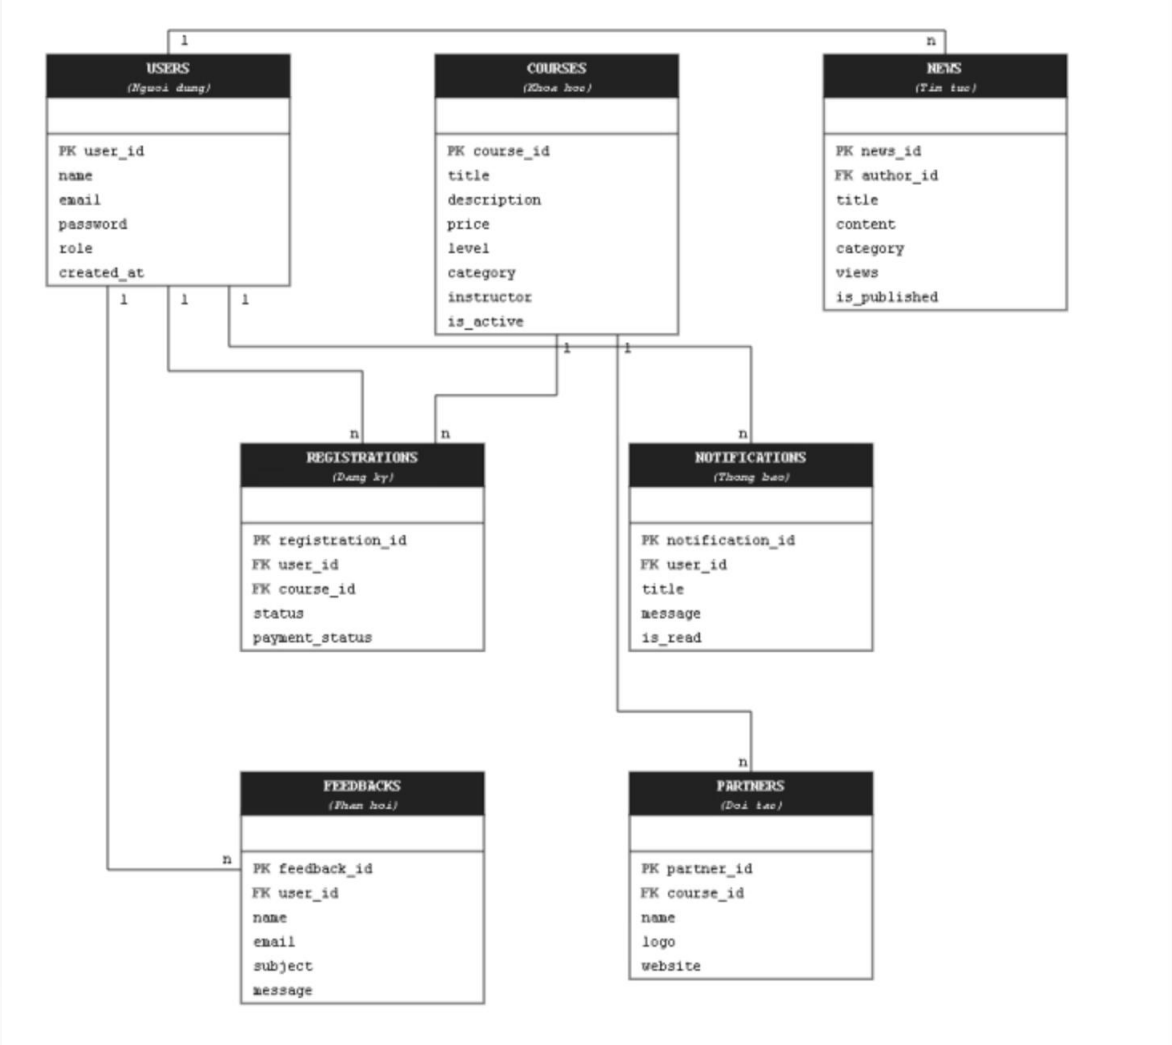 1
n
USERS
(Nguoi dung)
PK user_id
name
email
password
role
created_at
1
1
1
COURSES
(Khoa hoc)
PK course_id
title
description
price
level
category
instructor
is_active
1
1
NEWS
(Tin tuc)
PK news_id
FK author_id
title
content
category
views
is_published
n
n
REGISTRATIONS
(Dang ky)
PK registration_id
FK user_id
FK course_id
status
payment_status
n
NOTIFICATIONS
(Thong bao)
PK notification_id
FK user_id
title
message
is_read
n
FEEDBACKS
(Phan hoi)
PK feedback_id
FK user_id
name
email
subject
message
n
PARTNERS
(Doi tac)
PK partner_id
FK course_id
name
logo
website